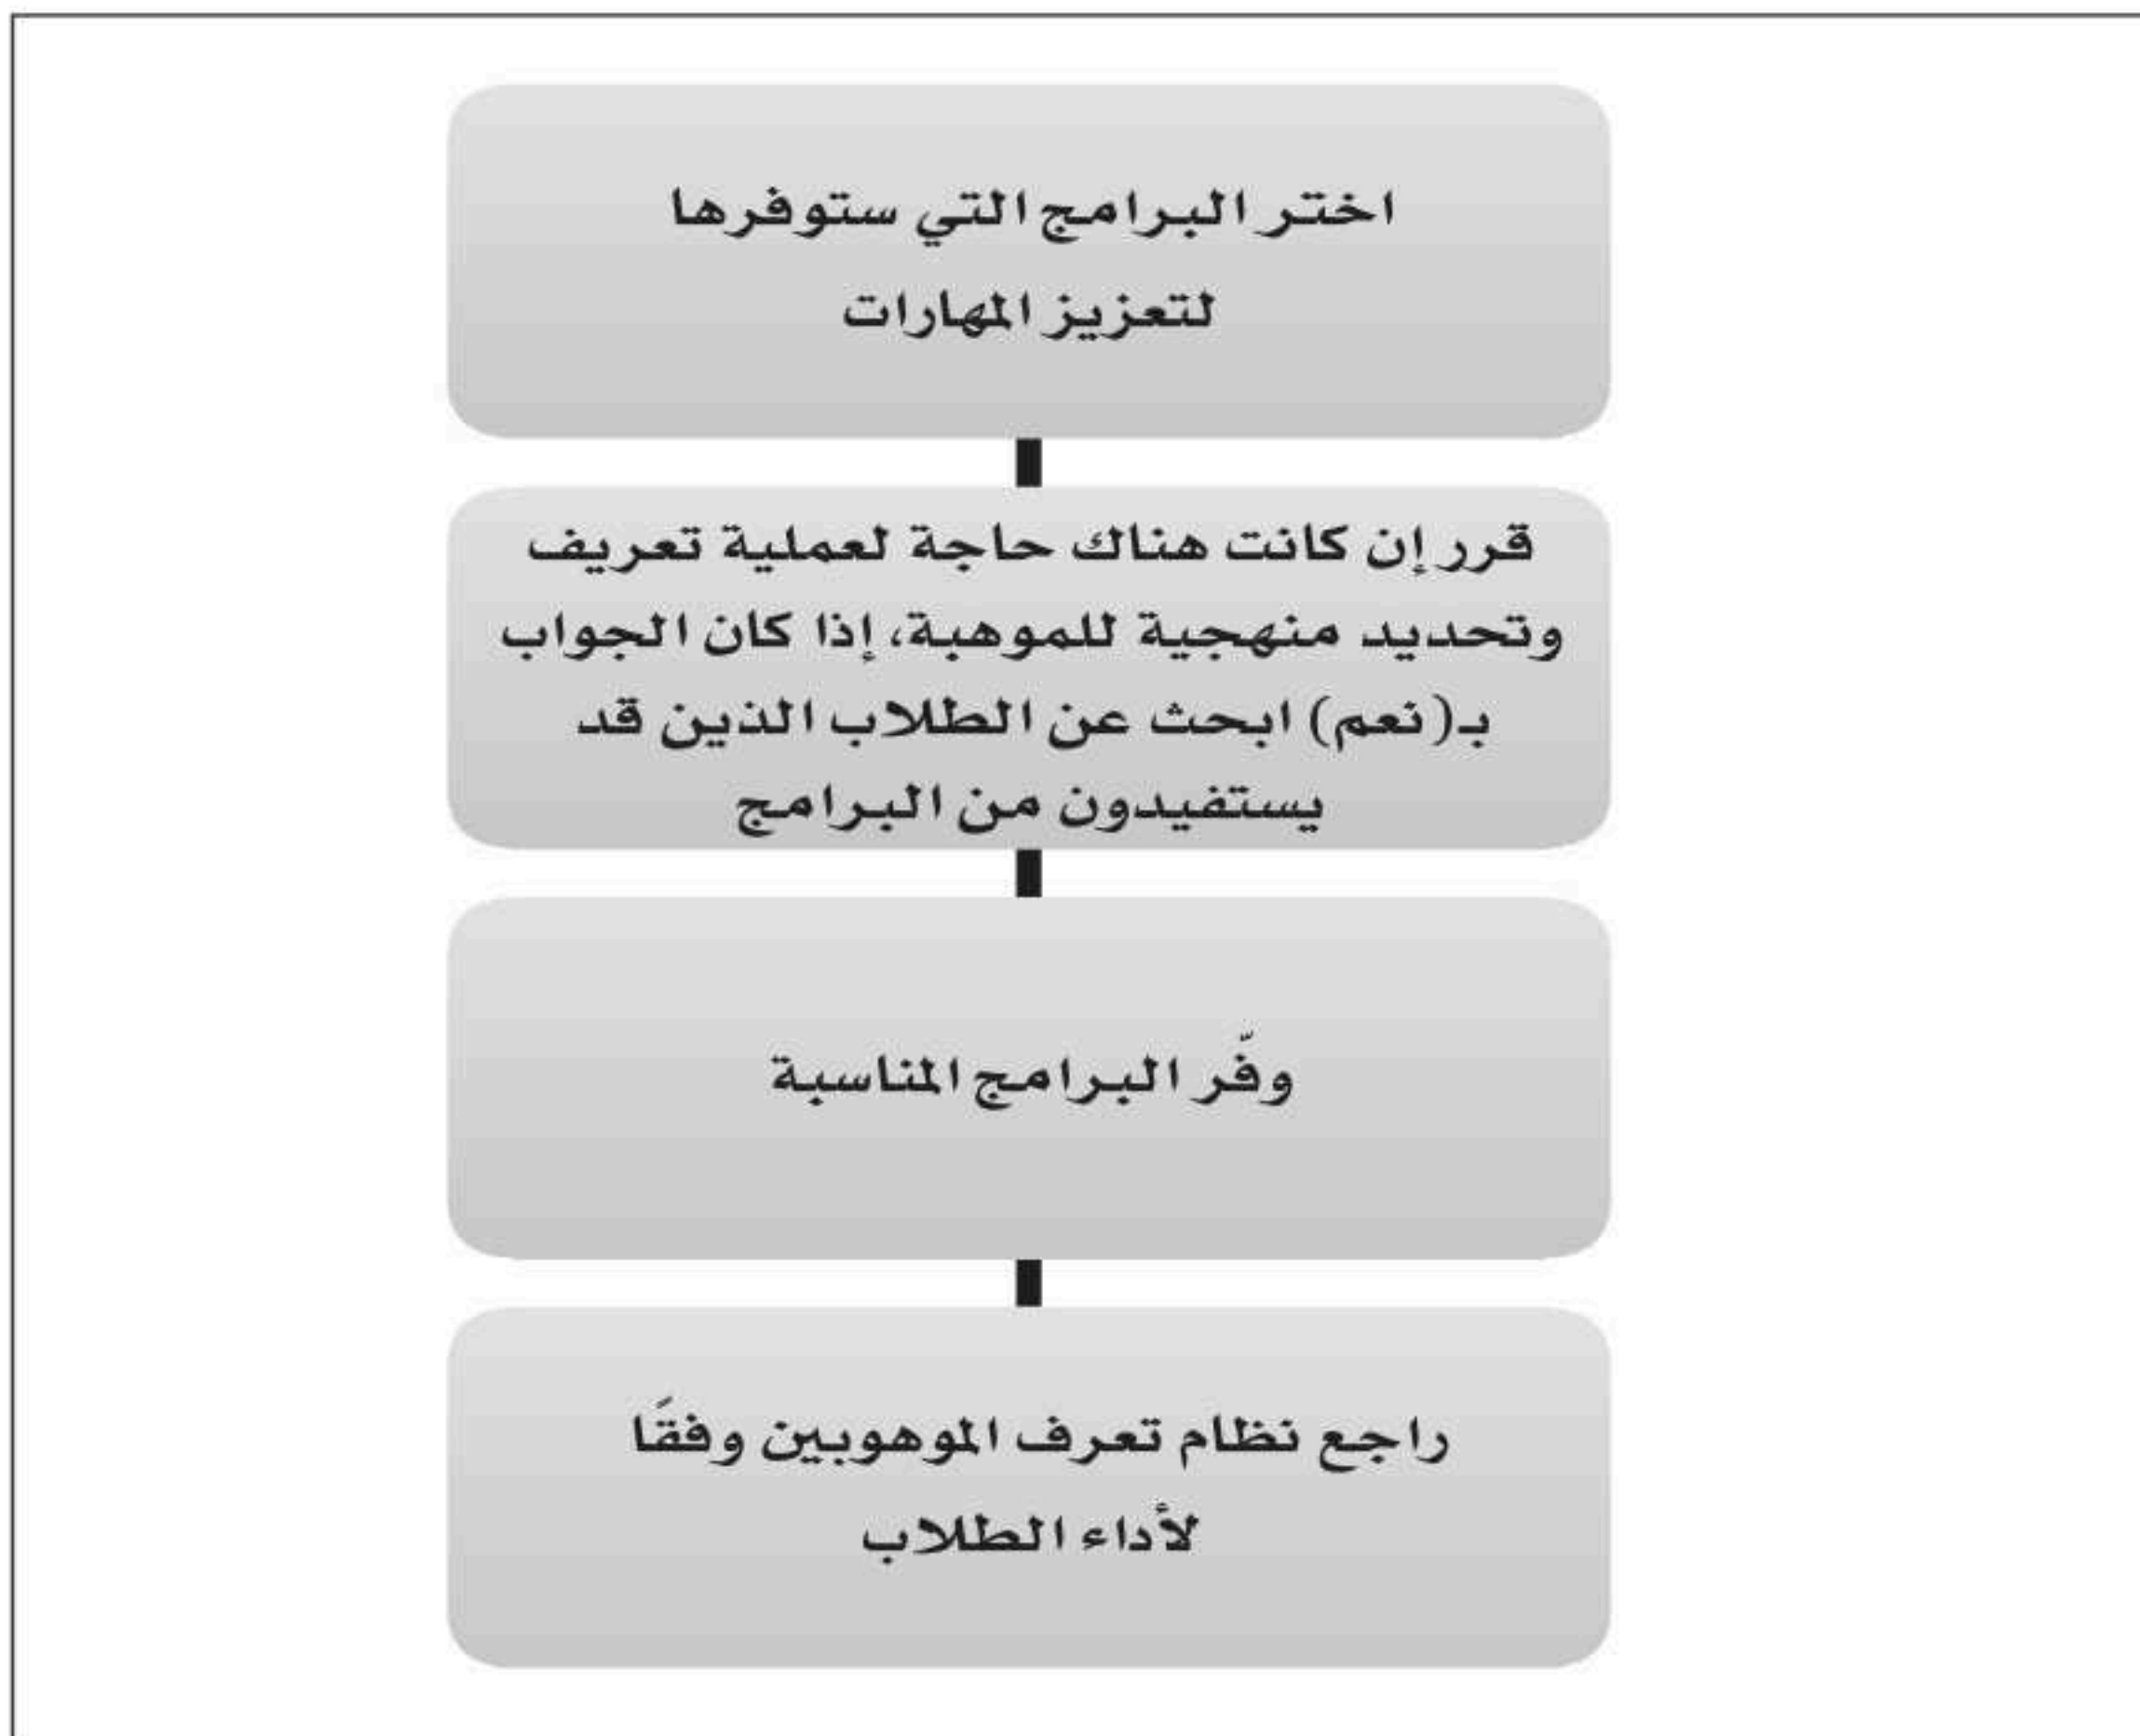 اختر البرامج التي ستوفرها
لتعزيز المهارات
قرر إن كانت هناك حاجة لعملية تعريف
وتحديد منهجية للموهبة، إذا كان الجواب
بـ(نعم) ابحث عن الطلاب الذين قد
يستفيدون من البرامج
وفّر البرامج المناسبة
راجع نظام تعرف الموهوبين وفقًا
لأداء الطلاب